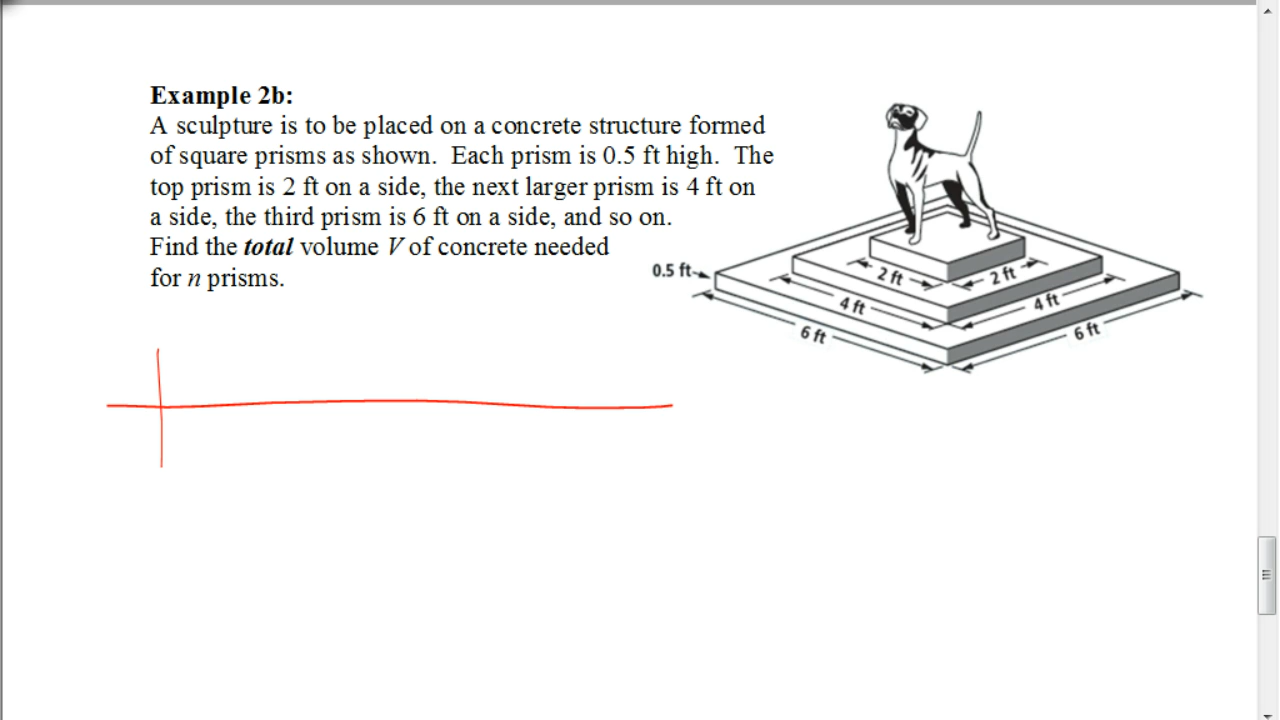 Example 2b:
A sculpture is to be placed on a concrete structure formed
of square prisms as shown.  Each prism is 0.5 ft high.  The
top prism is 2 ft on a side, the next larger prism is 4 ft on
a side, the third prism is 6 ft on a side, and so on.
Find the total volume V of concrete needed
for n prisms.
0.5 ft
2 ft
2 ft
4 ft
4 ft
6 ft
6 ft